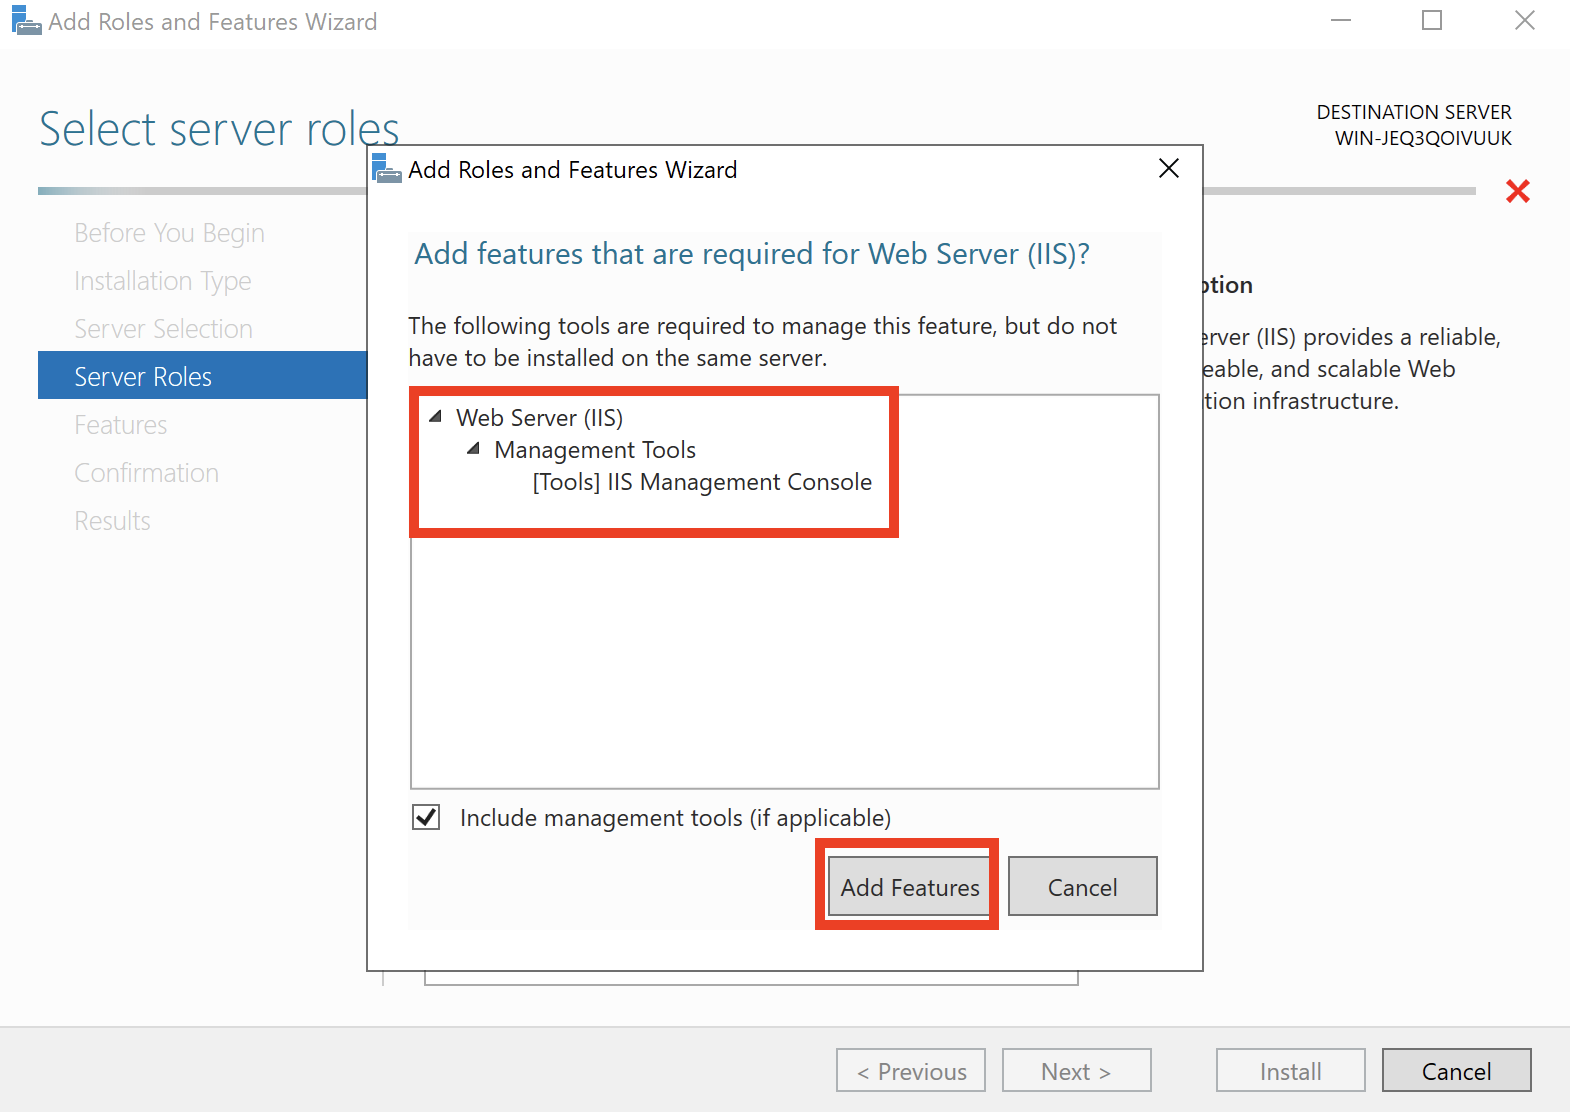 Add Roles and Features Wizard
Select server roles
DESTINATION SERVER
WIN-JEQ3QOIVUUK
Before You Begin
Installation Type
Server Selection
Server Roles
Features
Confirmation
Results
Add Roles and Features Wizard
Add features that are required for Web Server (IIS)?
The following tools are required to manage this feature, but do not
have to be installed on the same server.
Web Server (IIS)
Management Tools
[Tools] IIS Management Console
Include management tools (if applicable)
Add Features
Cancel
(IIS) provides a reliable,
and scalable Web
infrastructure.
< Previous
Next >
Install
Cancel